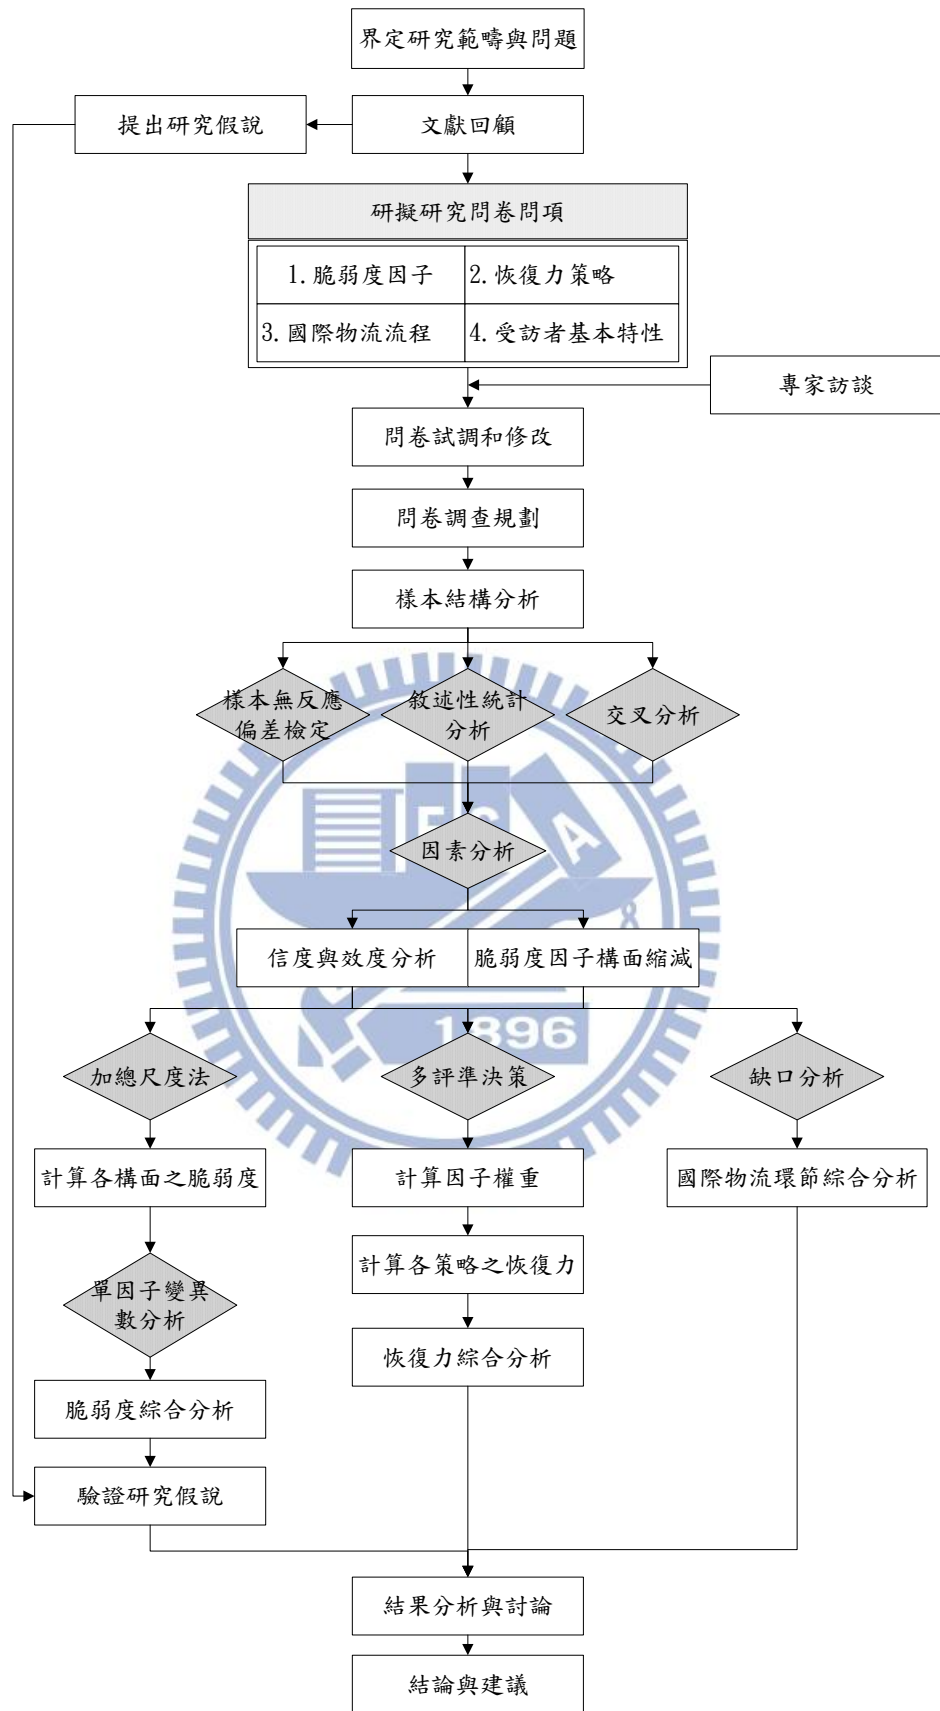 界定研究範疇與問題
提出研究假說
文獻回顧
研擬研究問卷問項
1.脆弱度因子
2.恢復力策略
3.國際物流流程
4.受訪者基本特性
專家訪談
問卷試調和修改
問卷調查規劃
樣本結構分析
樣本無反應
偏差檢定
敘述性統計
分析
交叉分析
因素分析
信度與效度分析
脆弱度因子構面縮減
1896
加總尺度法
多評準決策
缺口分析
計算各構面之脆弱度
計算因子權重
國際物流環節綜合分析
計算各策略之恢復力
單因子變異
數分析
恢復力綜合分析
脆弱度綜合分析
驗證研究假說
結果分析與討論
結論與建議